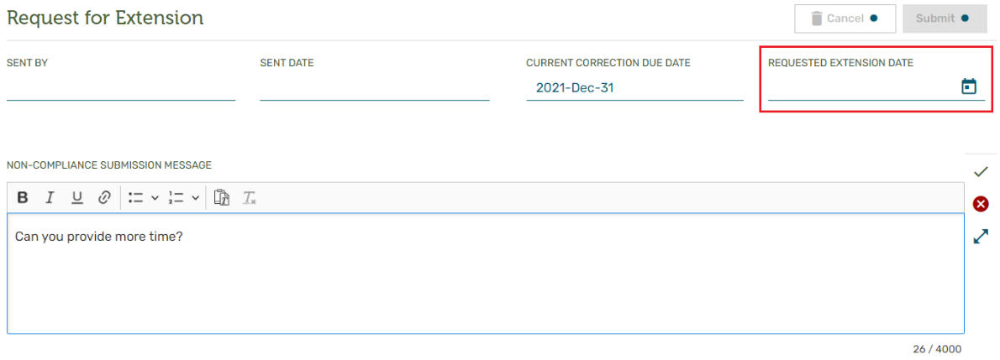 Request for Extension
Cancel
Submit
SENT BY
SENT DATE
CURRENT CORRECTION DUE DATE
REQUESTED EXTENSION DATE
2021-Dec-31
NON-COMPLIANCE SUBMISSION MESSAGE
B I U
Can you provide more time?
26 / 4000